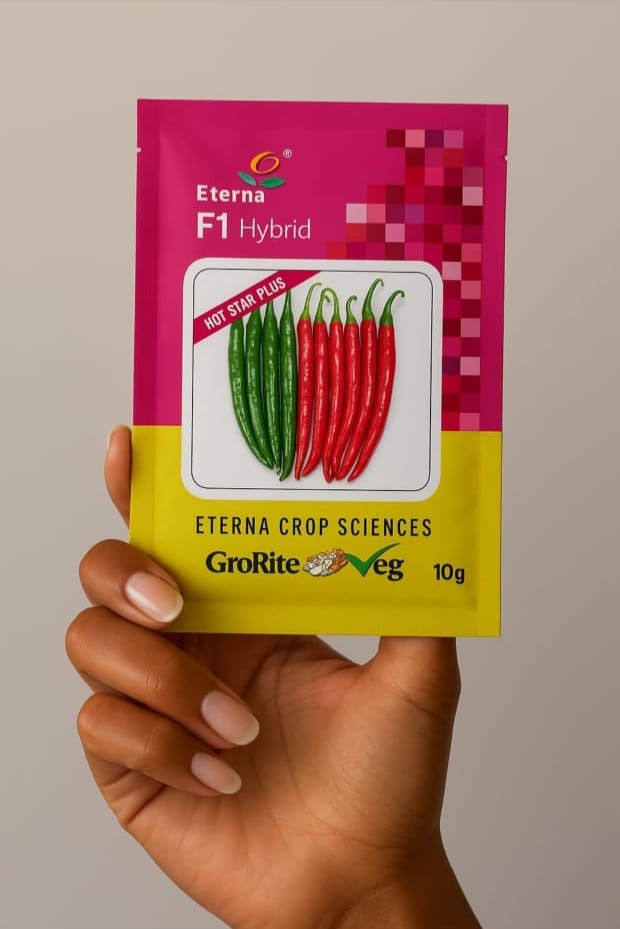 ®
Eterna
F1 Hybrid
HOT STAR PLUS
ETERNA CROP SCIENCES
GroRite Veg
10g